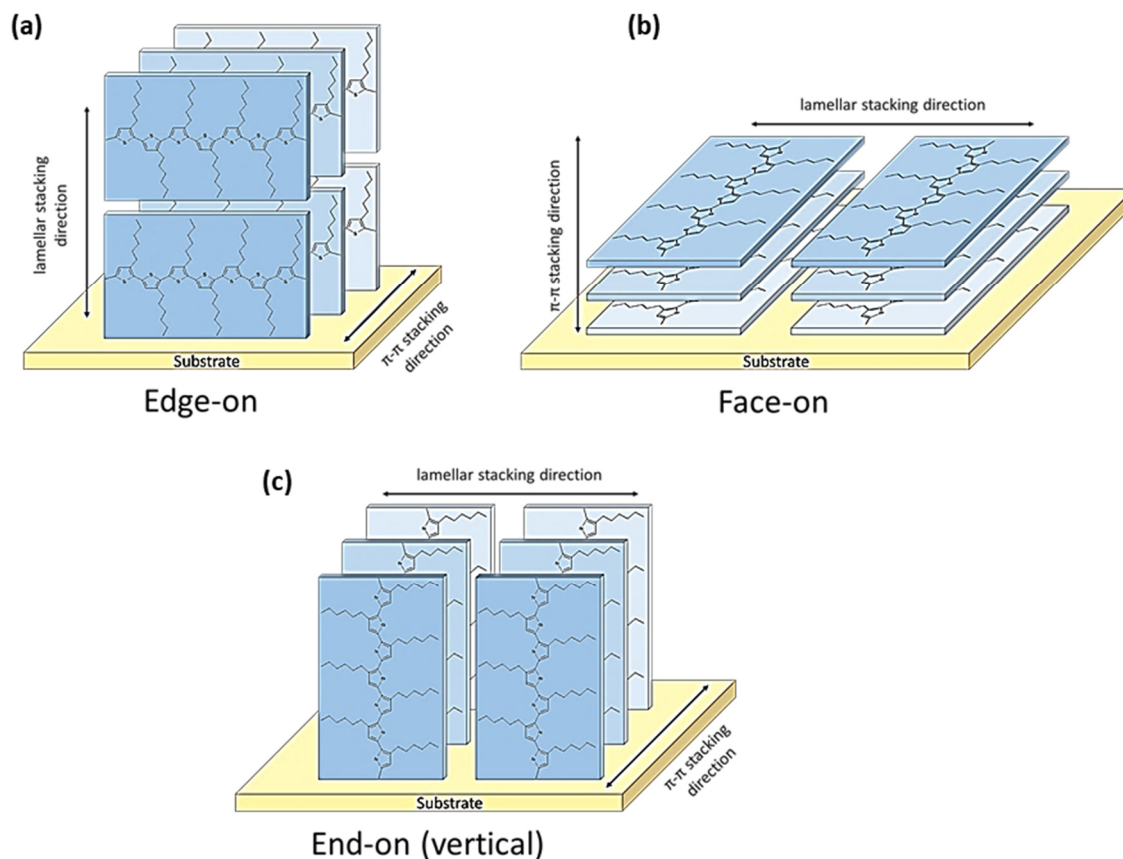 (a)
lamellar stacking
direction
π-π stacking
direction
Substrate
Edge-on
(b)
lamellar stacking direction
π-π stacking direction
Substrate
Face-on
(c)
lamellar stacking direction
π-π stacking
direction
Substrate
End-on (vertical)